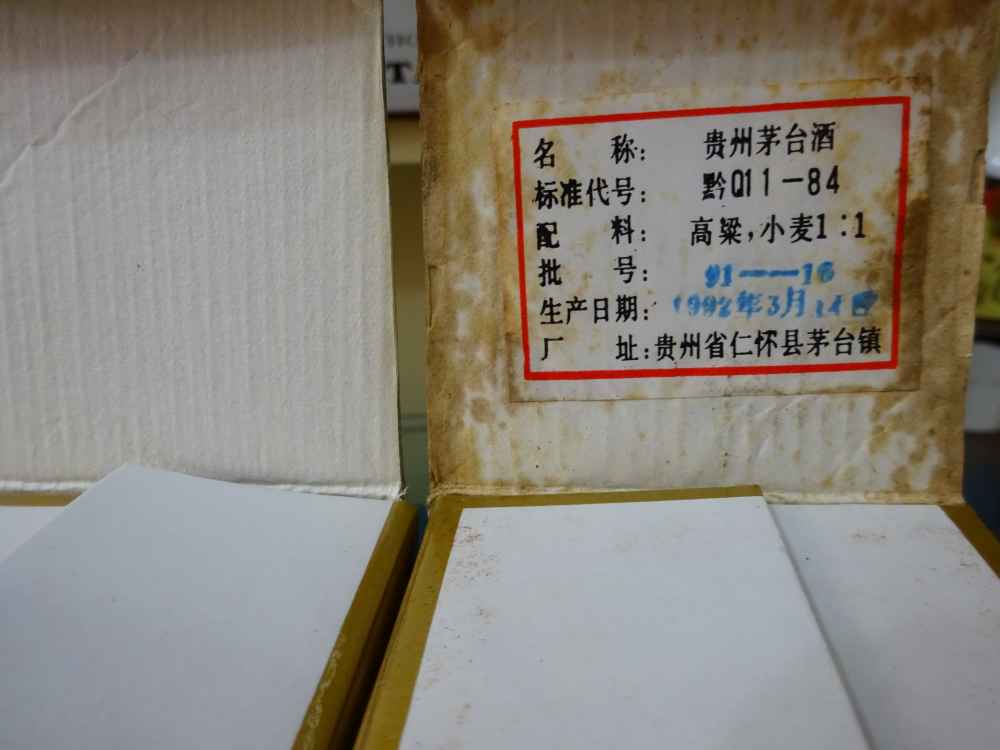 名 称: 贵州茅台酒
标准代号: 黔Q11-84
配 料: 高粱,小麦1:1
批 号: 91——16
生产日期: 1992年3月14日
厂 址:贵州省仁怀县茅台镇